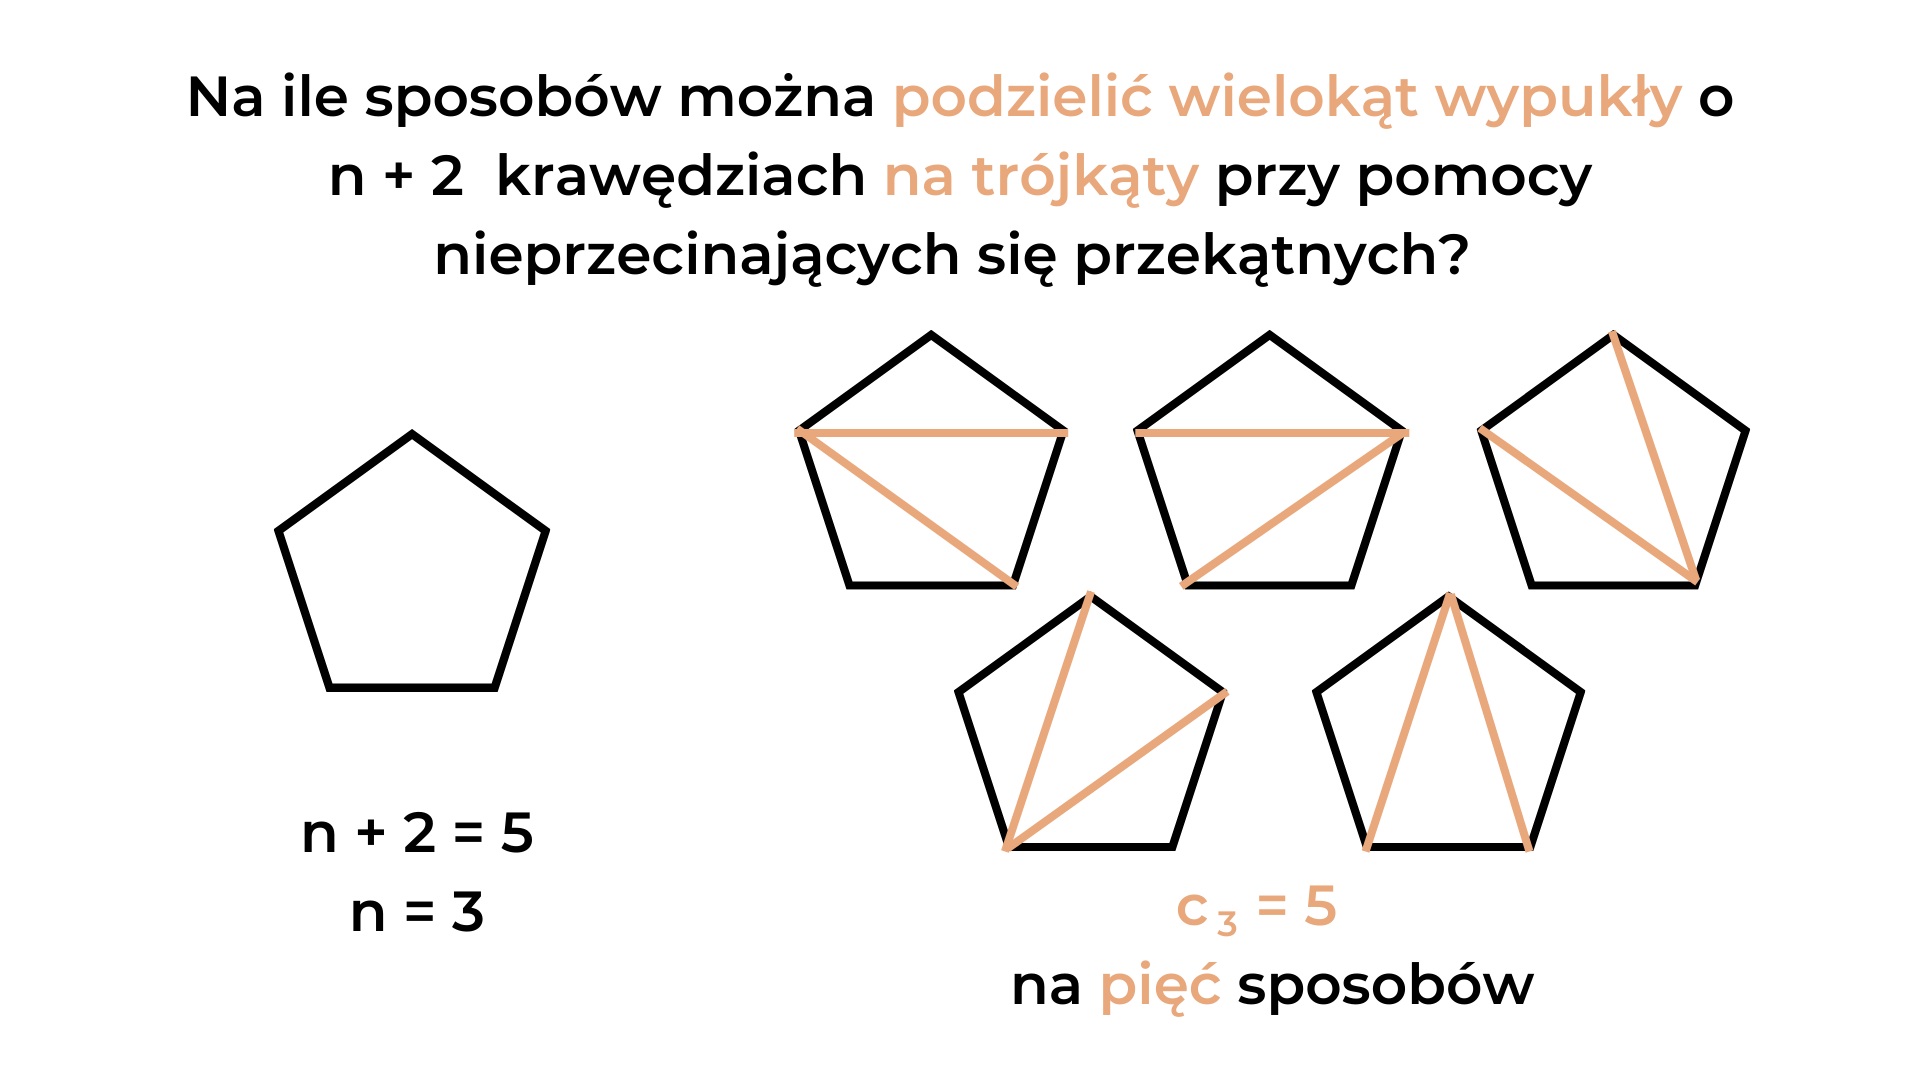 Na ile sposobów można podzielić wielokąt wypukły o
n + 2 krawędziach na trójkąty przy pomocy
nieprzecinających się przekątnych?
n + 2 = 5
n = 3
c₃ = 5
na pięć sposobów